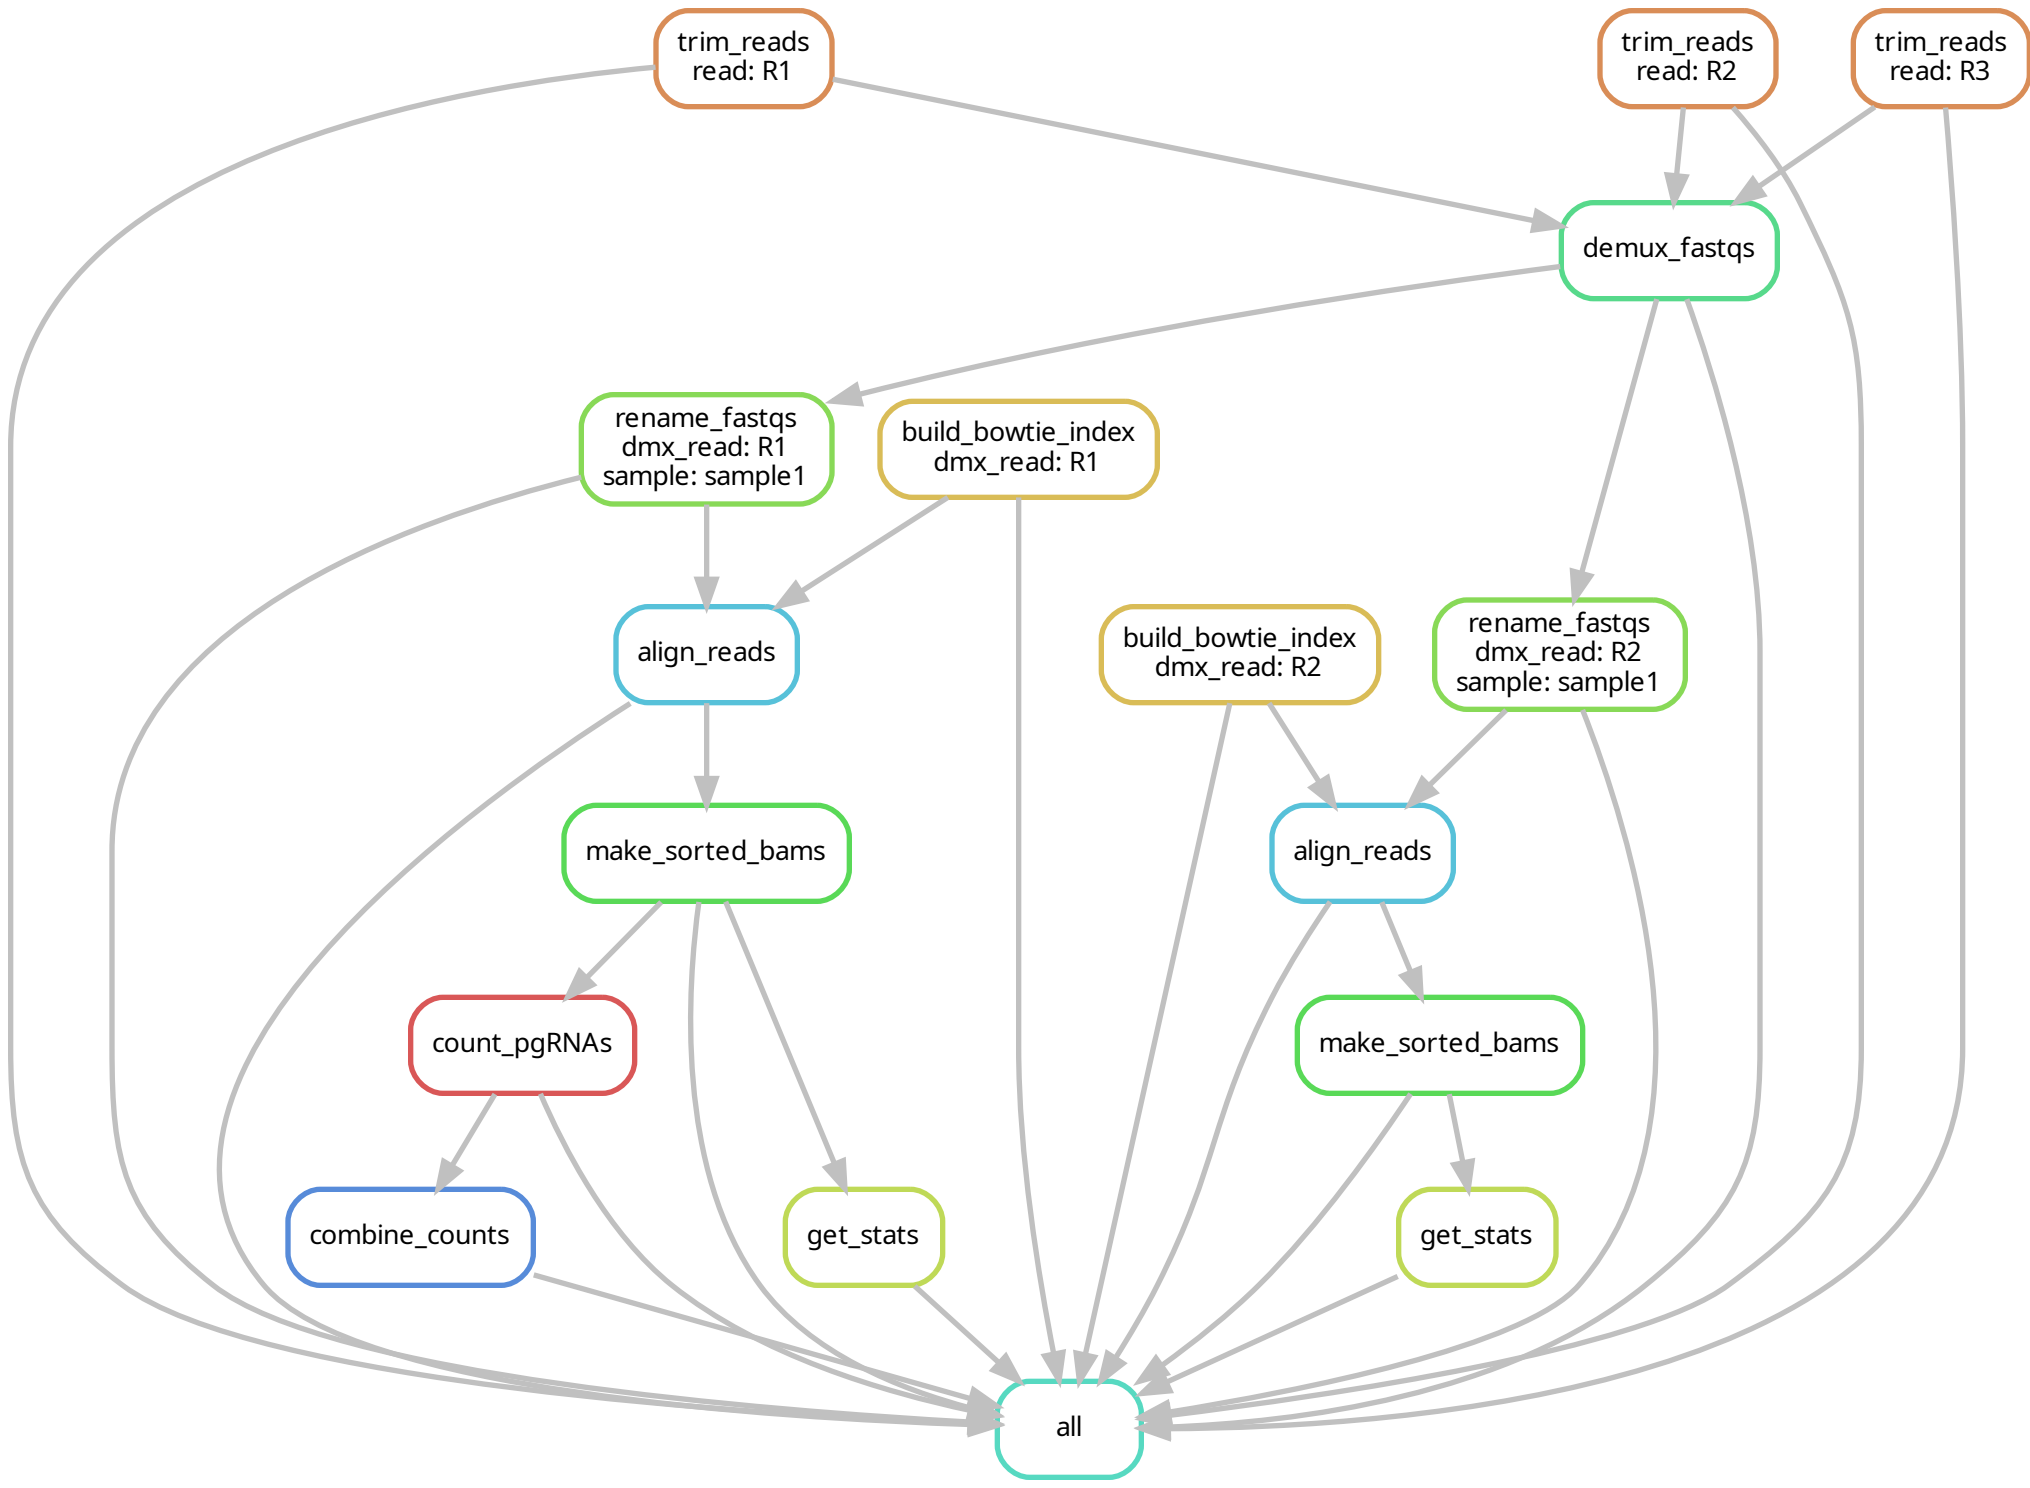 trim_reads
read: R1
trim_reads
read: R2
trim_reads
read: R3
demux_fastqs
rename_fastqs
dmx_read: R1
sample: sample1
build_bowtie_index
dmx_read: R1
align_reads
build_bowtie_index
dmx_read: R2
rename_fastqs
dmx_read: R2
sample: sample1
make_sorted_bams
align_reads
count_pgRNAs
make_sorted_bams
combine_counts
get_stats
get_stats
all